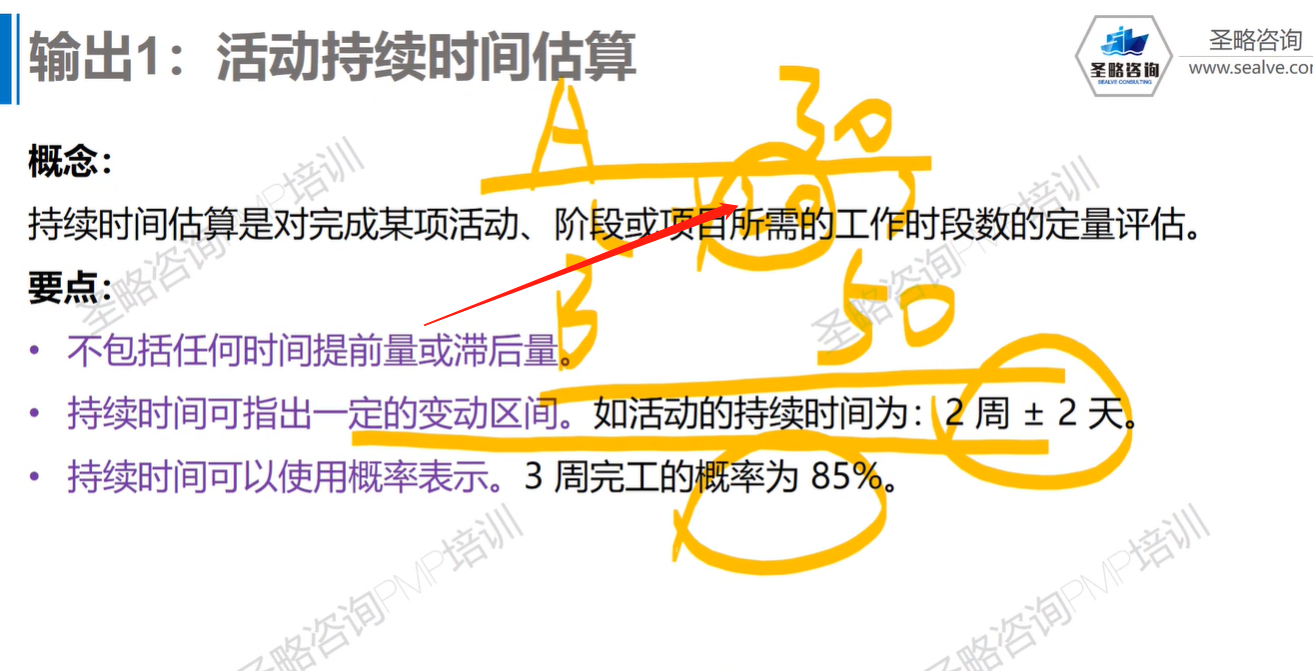 输出1：活动持续时间估算
圣略咨询
圣略咨询
SEALVE CONSULTING
www.sealve.com
概念：
A
30
持续时间估算是对完成某项活动、阶段或项目所需的工作时段数的定量评估。
20
要点：
B
50
• 不包括任何时间提前量或滞后量。
• 持续时间可指出一定的变动区间。如活动的持续时间为：2 周 ± 2 天。
• 持续时间可以使用概率表示。3 周完工的概率为 85%。
圣略咨询PMP培训
圣略咨询PMP培训
圣略咨询PMP培训
圣略咨询PMP培训